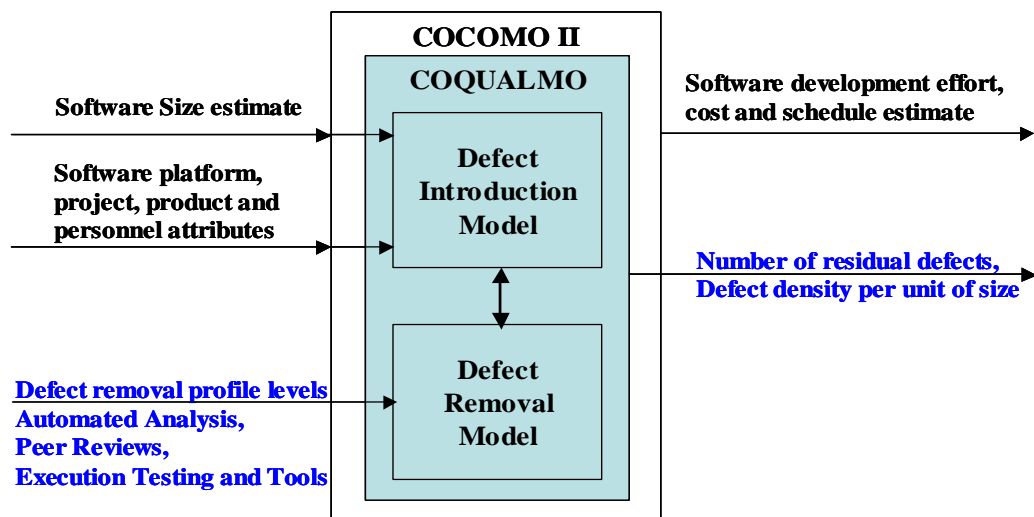 COCOMO II
COQUALMO
Software Size estimate
Software platform,
project, product and
personnel attributes
Defect removal profile levels
Automated Analysis,
Peer Reviews,
Execution Testing and Tools
Defect
Introduction
Model
Defect
Removal
Model
Software development effort,
cost and schedule estimate
Number of residual defects,
Defect density per unit of size